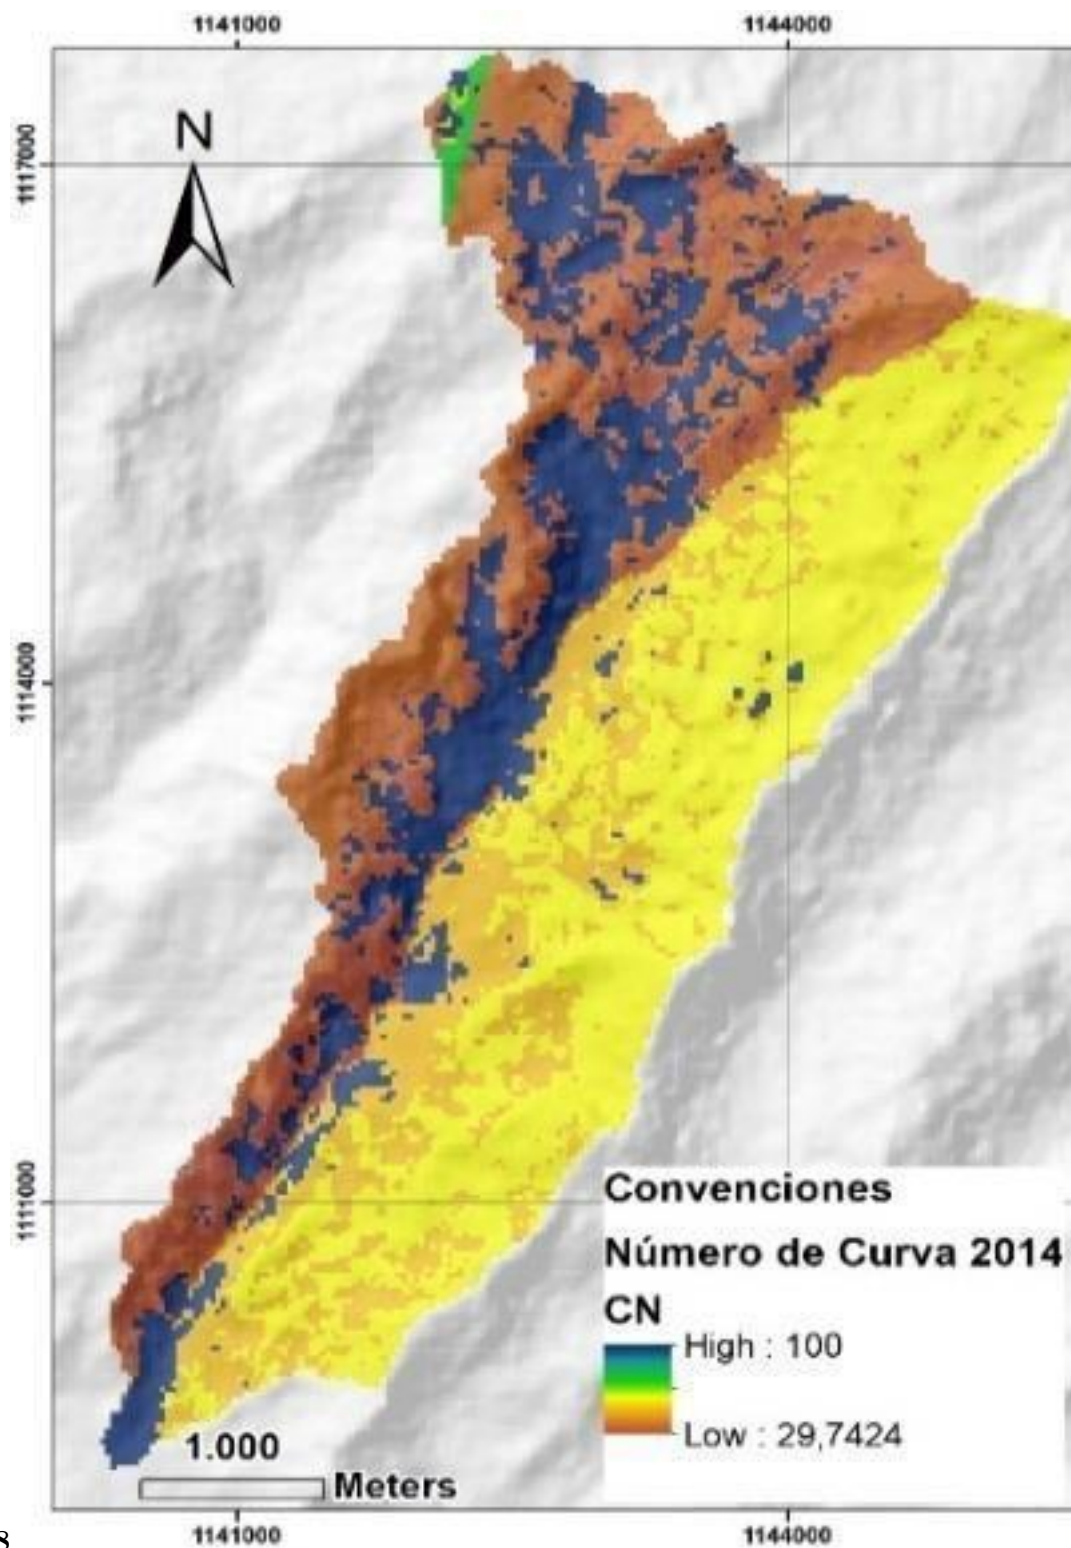 1141000 1144000
N
1117000
1114000
1111000
Convenciones
Número de Curva 2014
CN
High : 100
Low : 29,7424
1.000
Meters
1141000 1144000
8